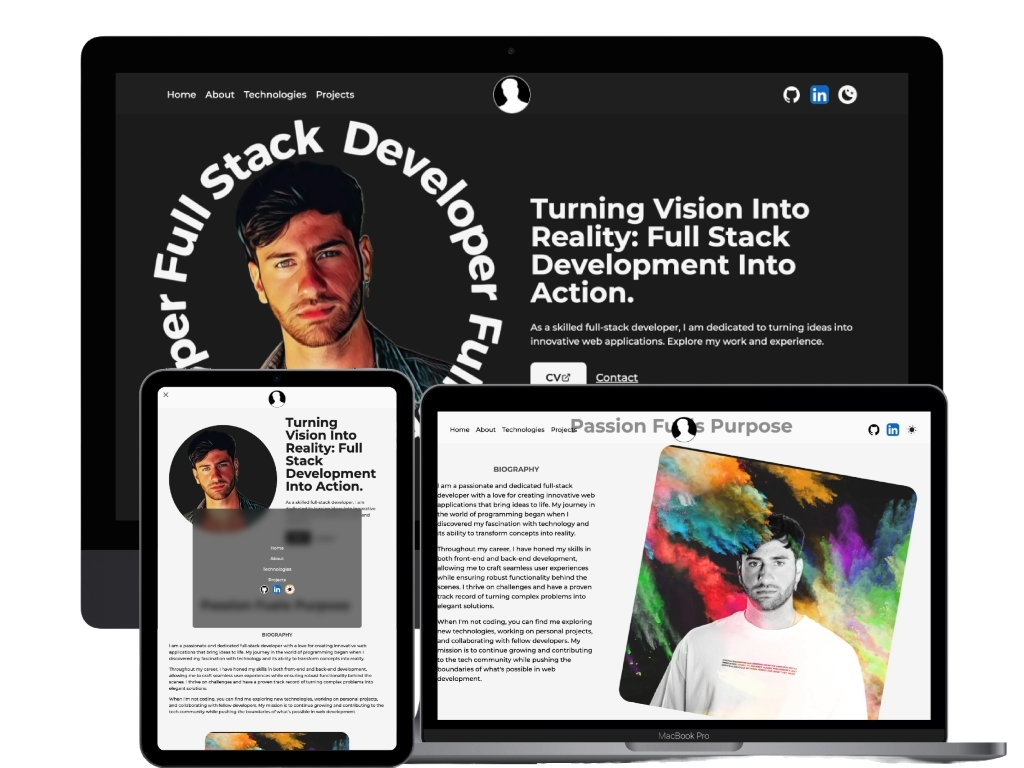 Home About Technologies Projects
in
Full Stack Developer Full
per
Turning Vision Into
Reality: Full Stack
Development Into
Action.
As a skilled full-stack developer, I am dedicated to turning ideas into
innovative web applications. Explore my work and experience.
CV
Contact
Turning
Vision Into
Reality: Full
Stack
Development
Into Action.
As a skilled full-stack developer, I am
Home
About
Technologies
Projects
in
Passion Fuels Purpose
BIOGRAPHY
I am a passionate and dedicated full-stack developer with a love for creating innovative web
applications that bring ideas to life. My journey in the world of programming began when I
discovered my fascination with technology and its ability to transform concepts into reality.
Throughout my career, I have honed my skills in both front-end and back-end development,
allowing me to craft seamless user experiences while ensuring robust functionality behind the
scenes. I thrive on challenges and have a proven track record of turning complex problems into
elegant solutions.
When I'm not coding, you can find me exploring new technologies, working on personal projects,
and collaborating with fellow developers. My mission is to continue growing and contributing to the
tech community while pushing the boundaries of what's possible in web development.
Home About Technologies Projects
Passion Fu s Purpose
in
BIOGRAPHY
I am a passionate and dedicated full-stack
developer with a love for creating innovative web
applications that bring ideas to life. My journey in
the world of programming began when I
discovered my fascination with technology and
its ability to transform concepts into reality.
Throughout my career, I have honed my skills in
both front-end and back-end development,
allowing me to craft seamless user experiences
while ensuring robust functionality behind the
scenes. I thrive on challenges and have a proven
track record of turning complex problems into
elegant solutions.
When I'm not coding, you can find me exploring
new technologies, working on personal projects,
and collaborating with fellow developers. My
mission is to continue growing and contributing
to the tech community while pushing the
boundaries of what's possible in web
development.
MacBook Pro